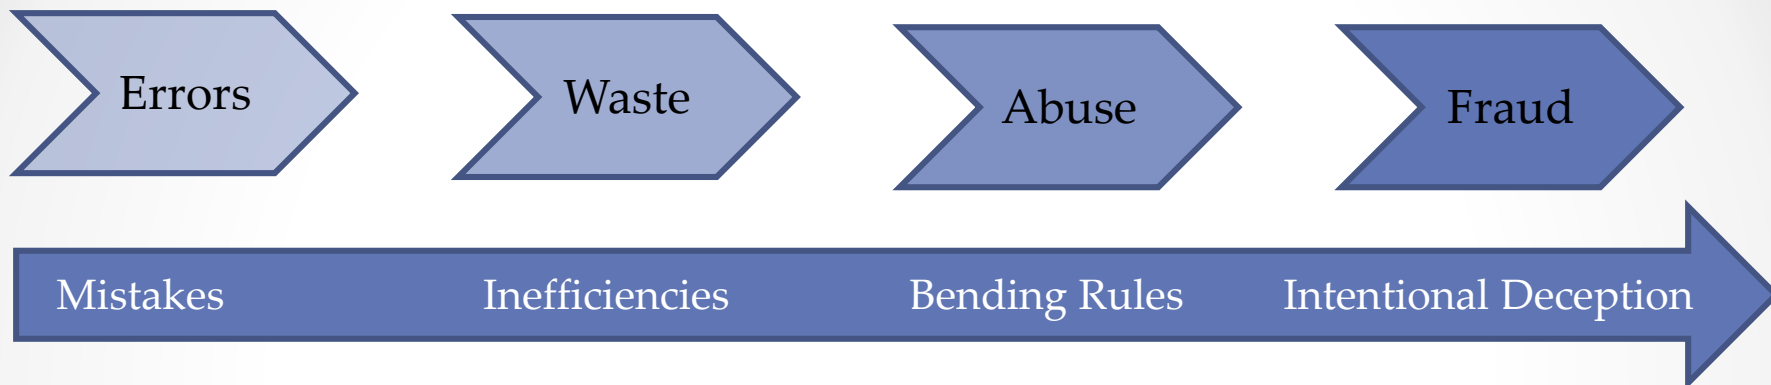 Errors
Waste
Abuse
Fraud
Mistakes
Inefficiencies
Bending Rules
Intentional Deception